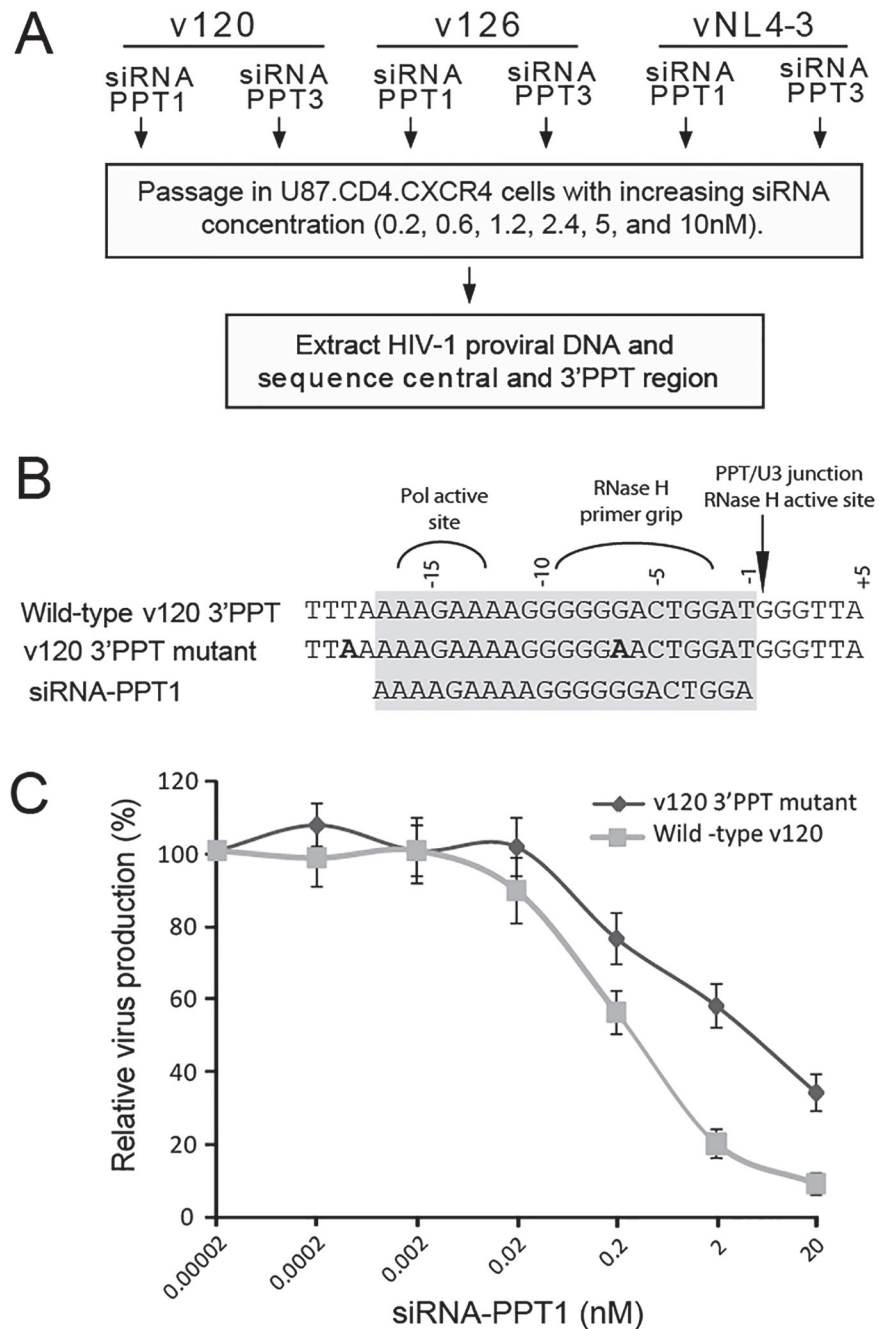 A
v120 v126 vNL4-3
siRNA PPT1
siRNA PPT3
siRNA PPT1
siRNA PPT3
siRNA PPT1
siRNA PPT3
Passage in U87.CD4.CXCR4 cells with increasing siRNA
concentration (0.2, 0.6, 1.2, 2.4, 5, and 10nM).
Extract HIV-1 proviral DNA and
sequence central and 3'PPT region
B
Pol active
site
RNase H
primer grip
PPT/U3 junction
RNase H active site
-15 -10 -5 -1 +5
Wild-type v120 3'PPT TTTAAAAGAAAAGGGGGGACTGGATGGGTTA
v120 3'PPT mutant TTAAAAAGAAAAGGGGGAACTGGATGGGTTA
siRNA-PPT1 AAAAGAAAAGGGGGGACTGGA
C
Relative virus production (%)
120
100
80
60
40
20
0
v120 3'PPT mutant
Wild -type v120
0.00002 0.0002 0.002 0.02 0.2 2 20
siRNA-PPT1 (nM)